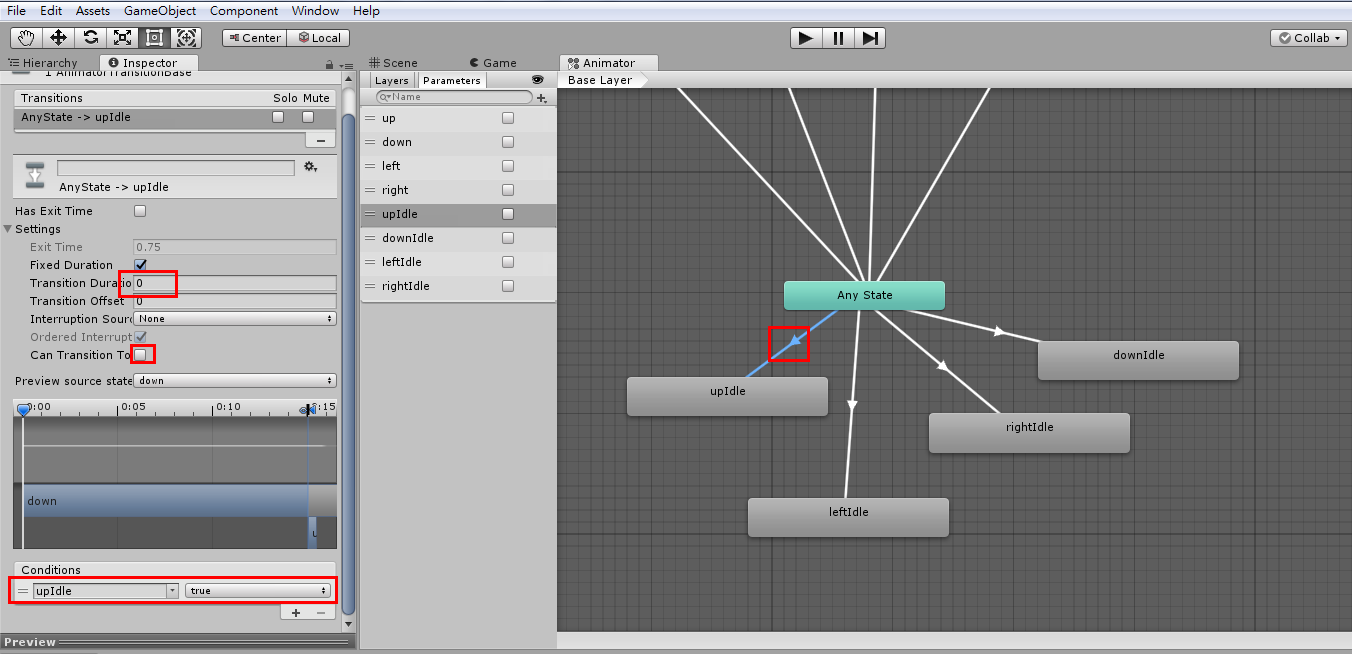 File Edit Assets GameObject Component Window Help
Center Local Collab
Hierarchy Inspector Scene Game Animator
1 AnimatorTransitionBase
Layers Parameters Base Layer
Name
Transitions Solo Mute
AnyState -> upIdle
AnyState -> upIdle
Has Exit Time
Settings
Exit Time 0.75
Fixed Duration
Transition Duratio 0
Transition Offset 0
Interruption Sourc None
Ordered Interrupt
Can Transition To
Preview source state down
0:00 0:05 0:10 0:15
down
u
Conditions
upIdle true
Preview
up
down
left
right
upIdle
downIdle
leftIdle
rightIdle
Any State
downIdle
upIdle
rightIdle
leftIdle